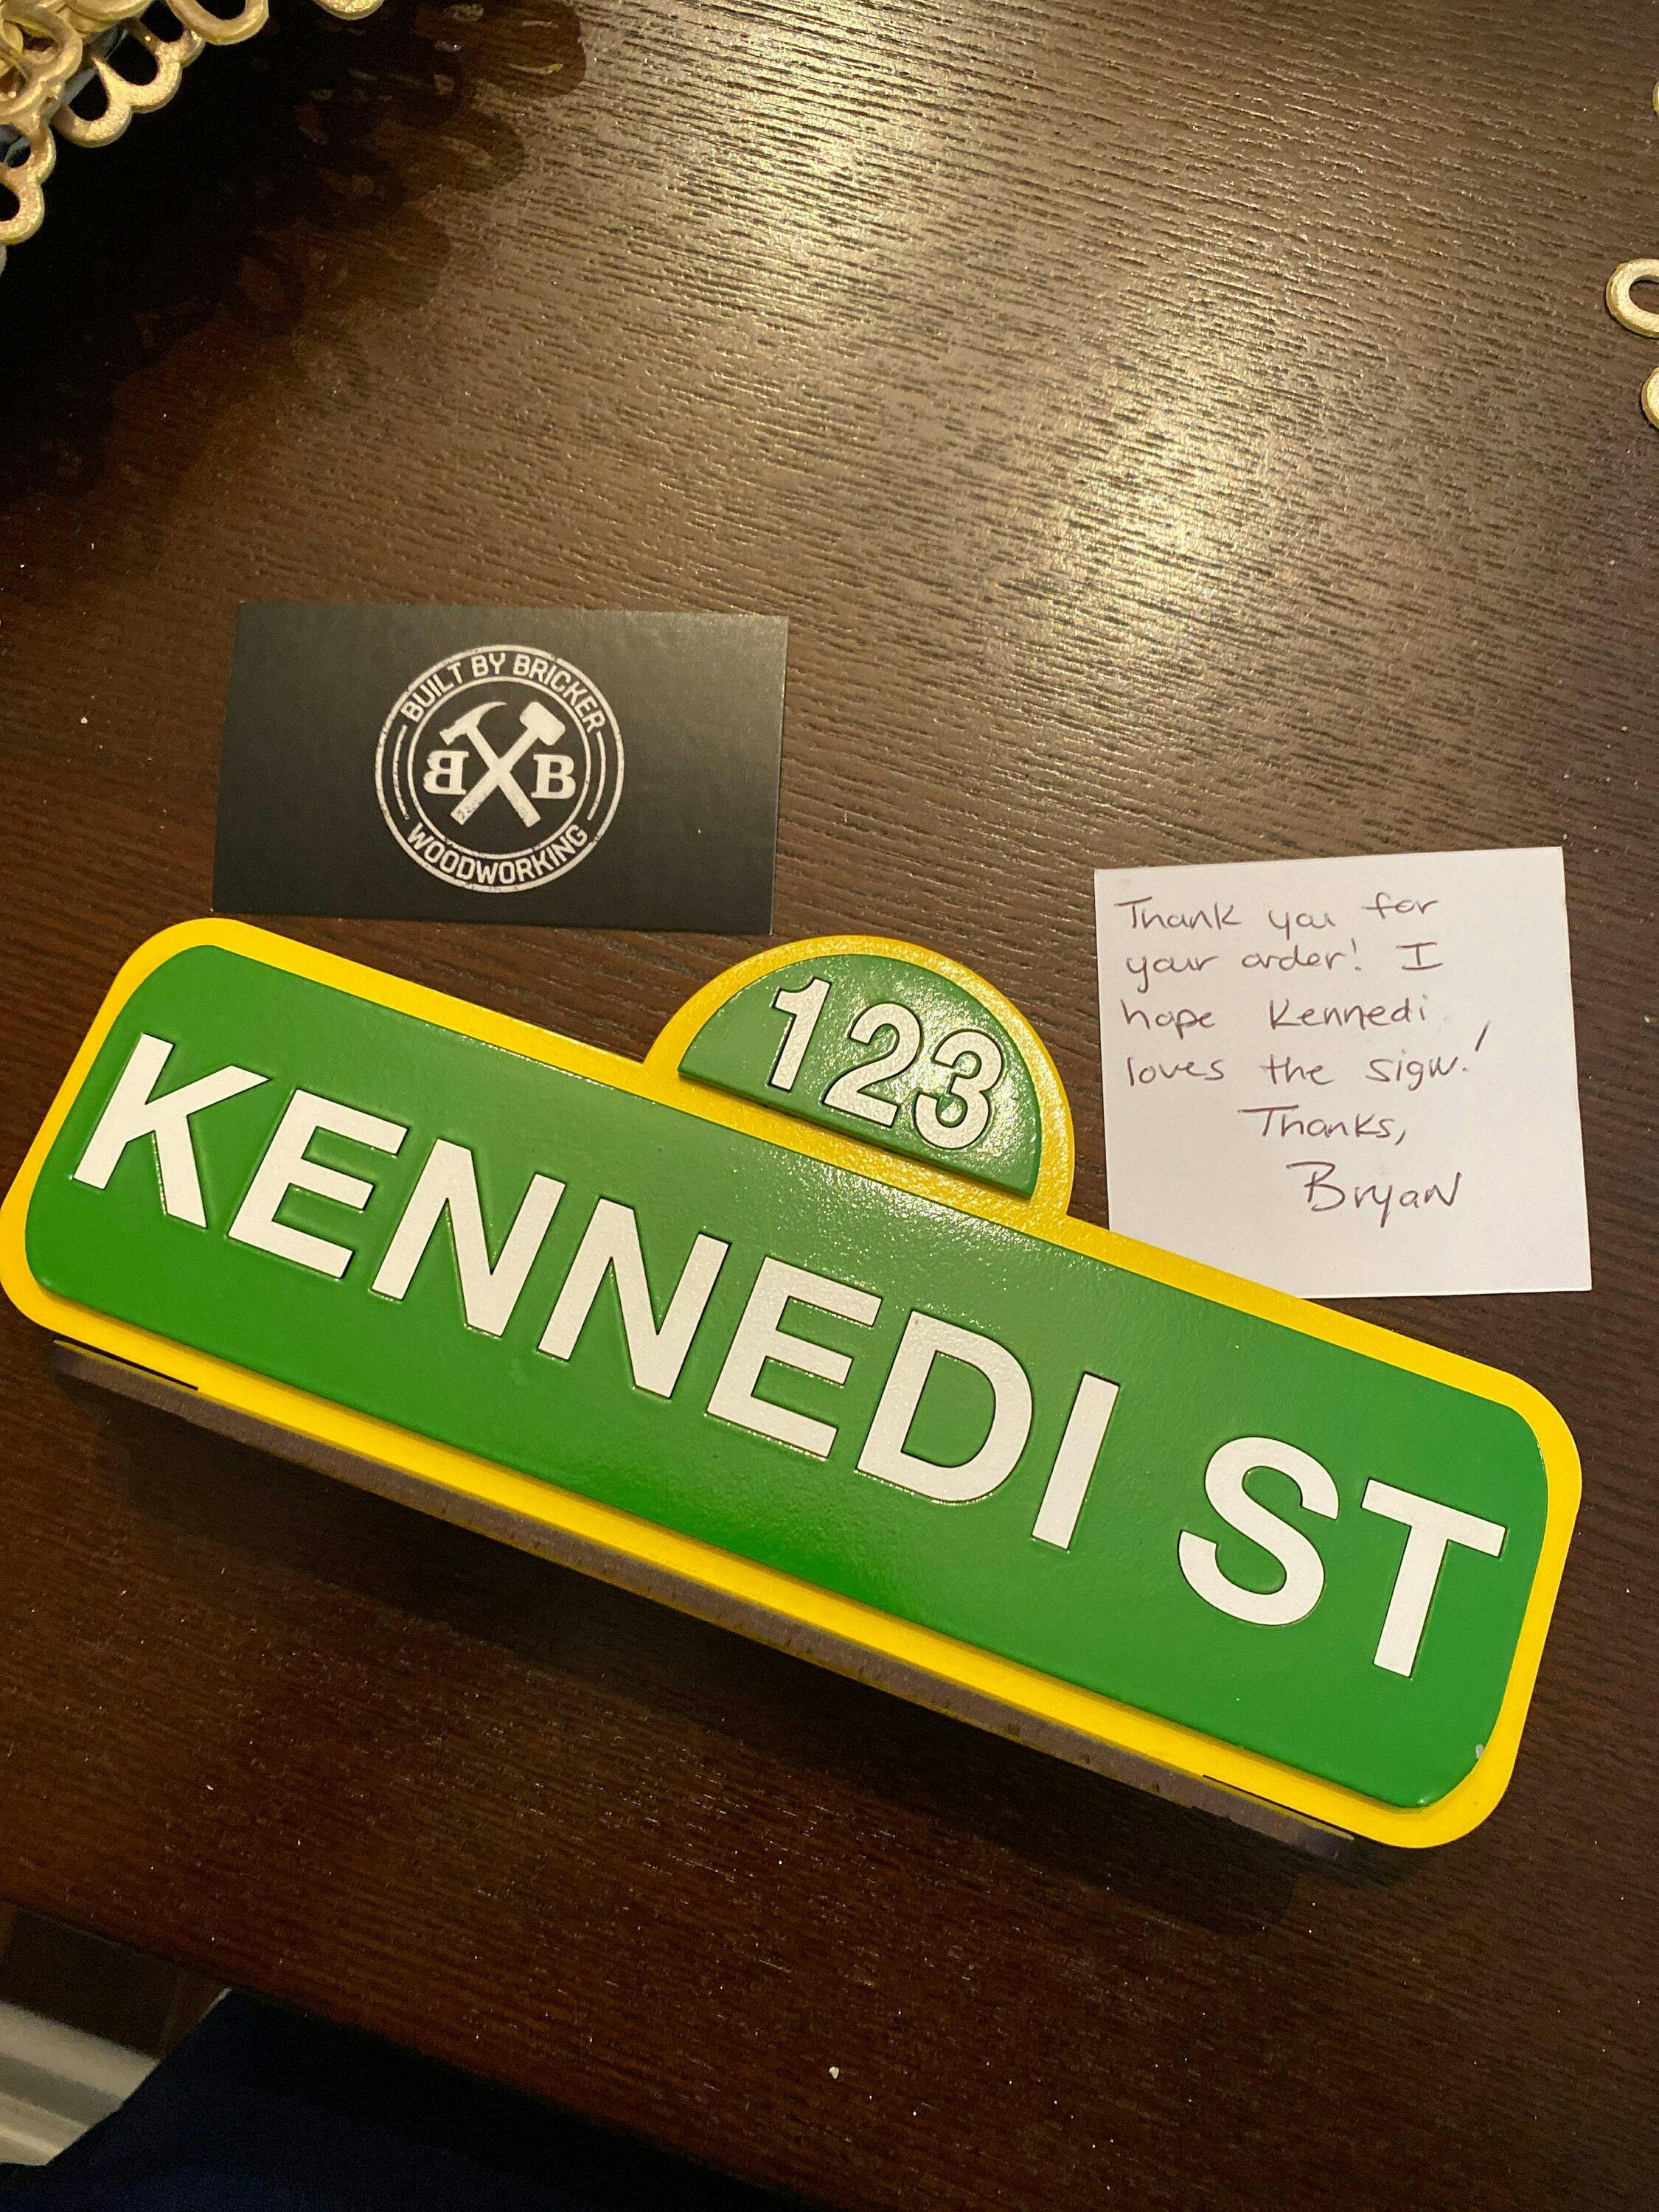 BUILT BY BRICKER
B B
WOODWORKING
123
KENNEDI ST
Thank you for
your order! I
hope Kennedi
loves the sign!
Thanks,
Bryan